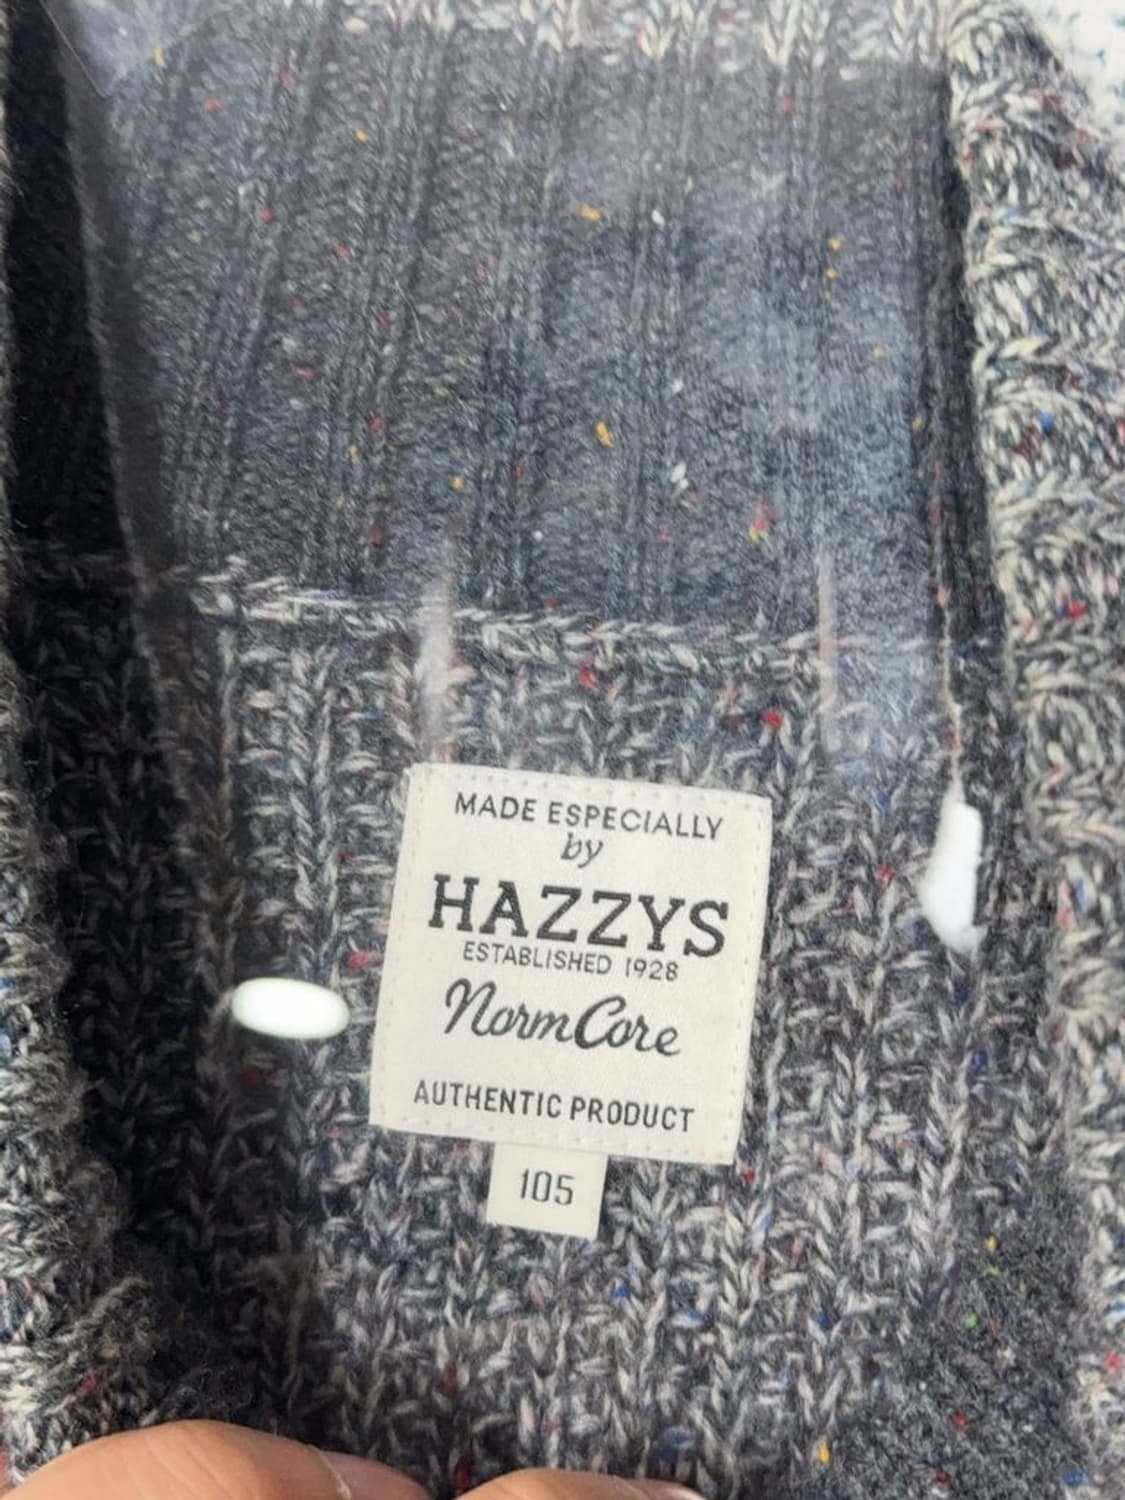 MADE ESPECIALLY
by
HAZZYS
ESTABLISHED 1928
NormCore
AUTHENTIC PRODUCT
105